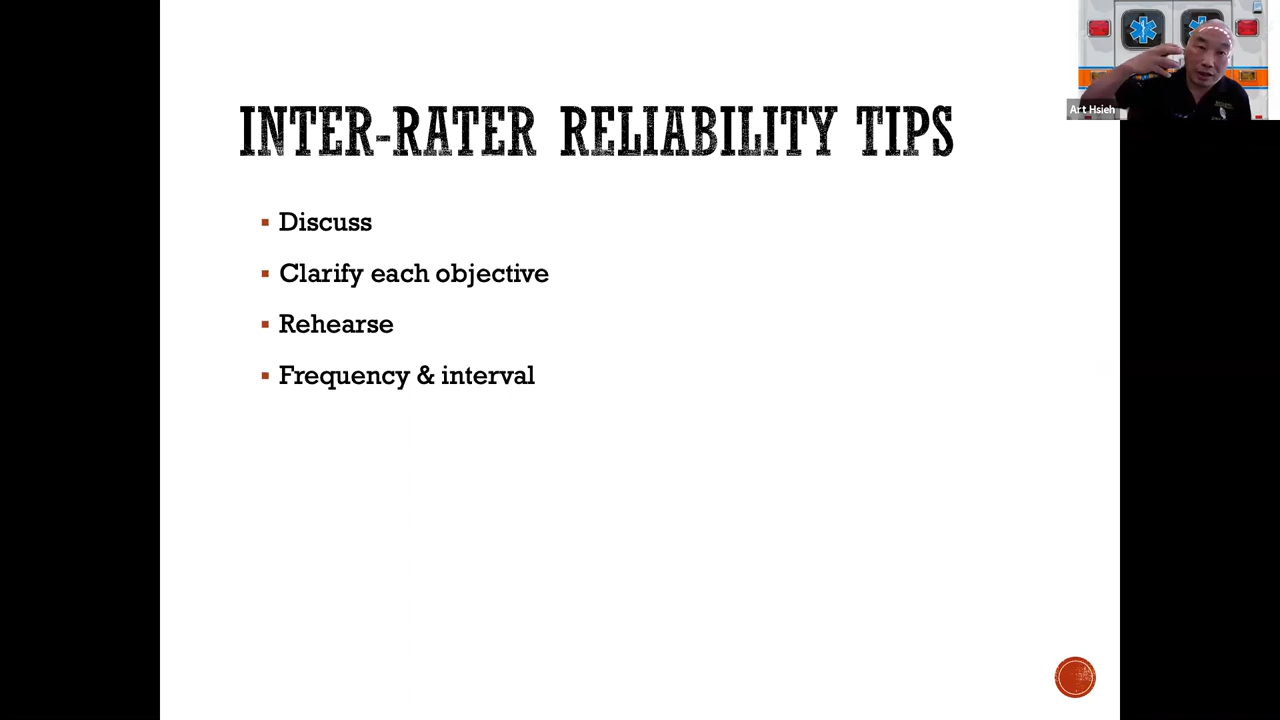 INTER-RATER RELIABILITY TIPS
Discuss
Clarify each objective
Rehearse
Frequency & interval
Art Hsieh